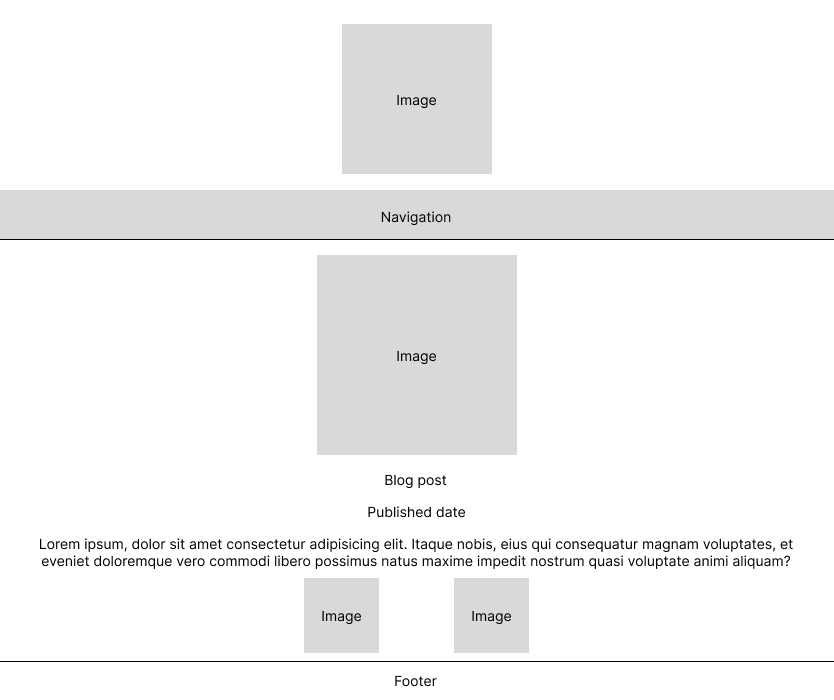 Image
Navigation
Image
Blog post
Published date
Lorem ipsum, dolor sit amet consectetur adipisicing elit. Itaque nobis, eius qui consequatur magnam voluptates, et
eveniet doloremque vero commodi libero possimus natus maxime impedit nostrum quasi voluptate animi aliquam?
Image
Image
Footer